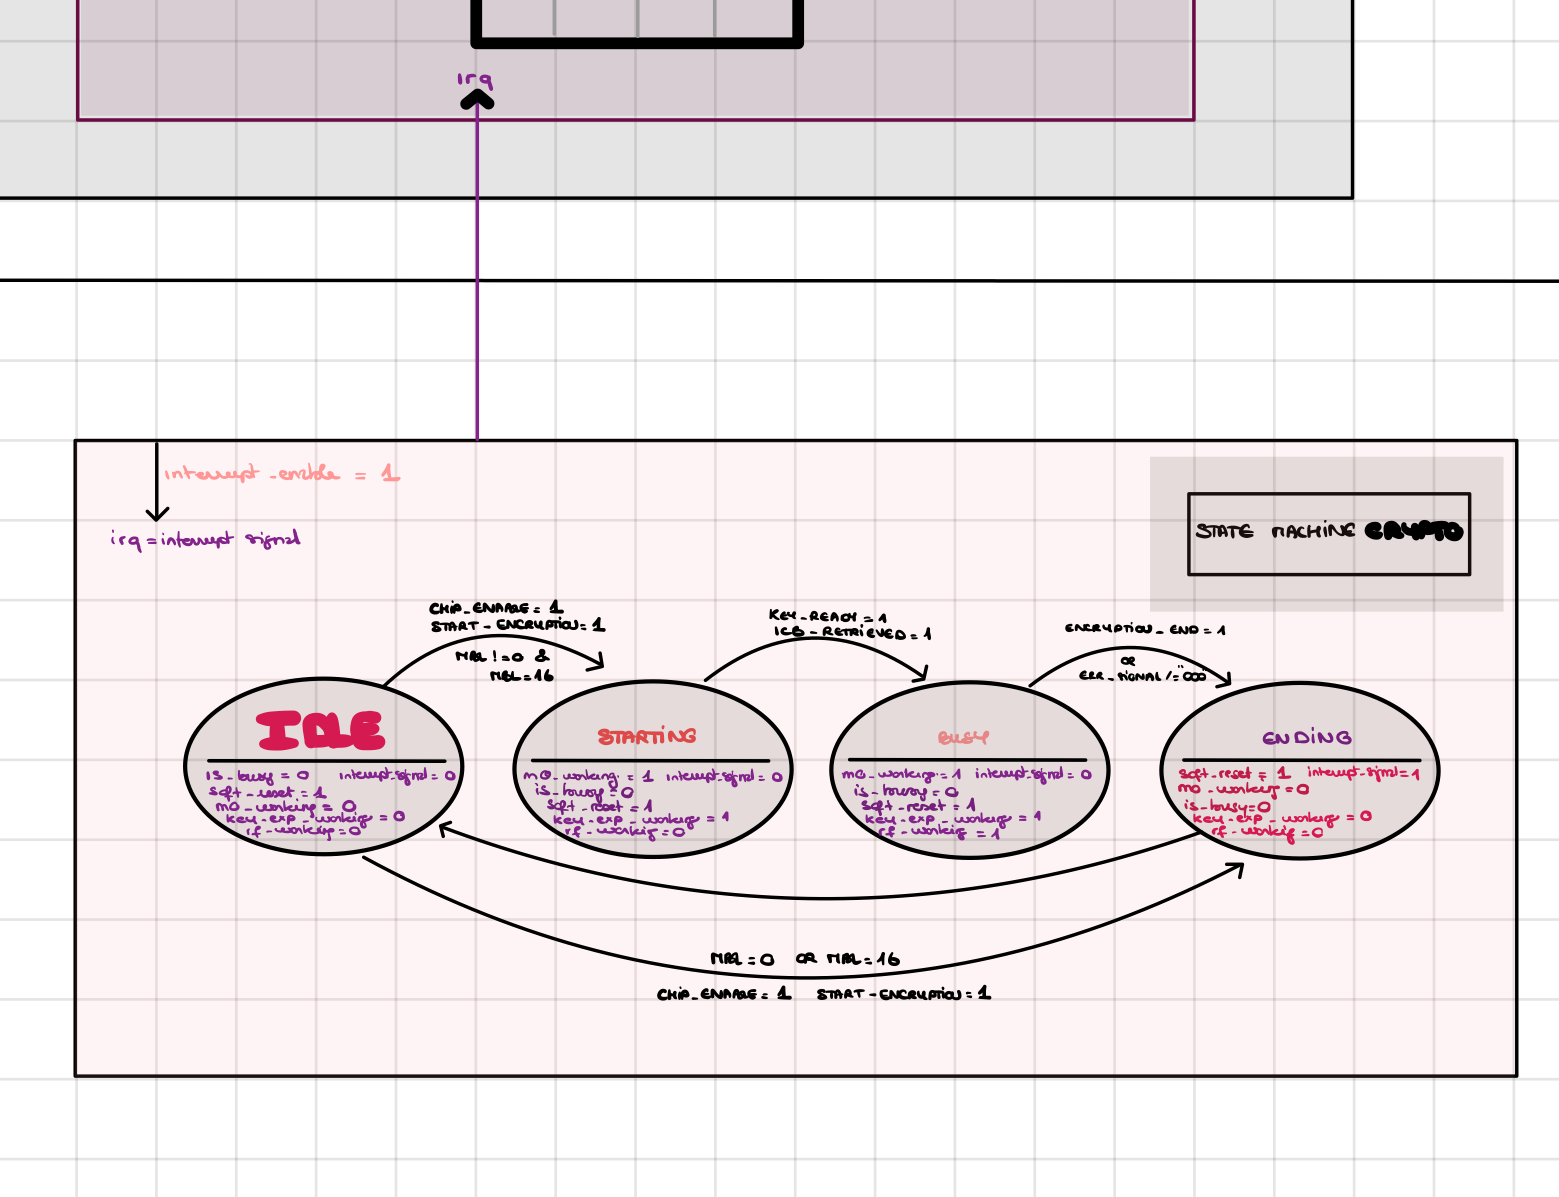 irq
interrupt_enable = 1
irq = interrupt signal
STATE MACHINE CRYPTO
CHIP_ENABLE = 1
START_ENCRYPTION = 1
MBL != 0 &
MBL = 16
KEY_READY = 1
ICB_RETRIEVED = 1
ENCRYPTION_END = 1
OR
ERR_SIGNAL /= "000"
IDLE
is_busy = 0 interrupt_signal = 0
soft_reset = 1
mo_working = 0
key_exp_working = 0
rf_working = 0
STARTING
mo_working = 1 interrupt_signal = 0
is_busy = 0
soft_reset = 1
key_exp_working = 1
rf_working = 0
BUSY
mo_working = 1 interrupt_signal = 0
is_busy = 0
soft_reset = 1
key_exp_working = 1
rf_working = 1
ENDING
soft_reset = 1 interrupt_signal = 1
mo_working = 0
is_busy = 0
key_exp_working = 0
rf_working = 0
MBL = 0 OR MBL = 16
CHIP_ENABLE = 1 START_ENCRYPTION = 1